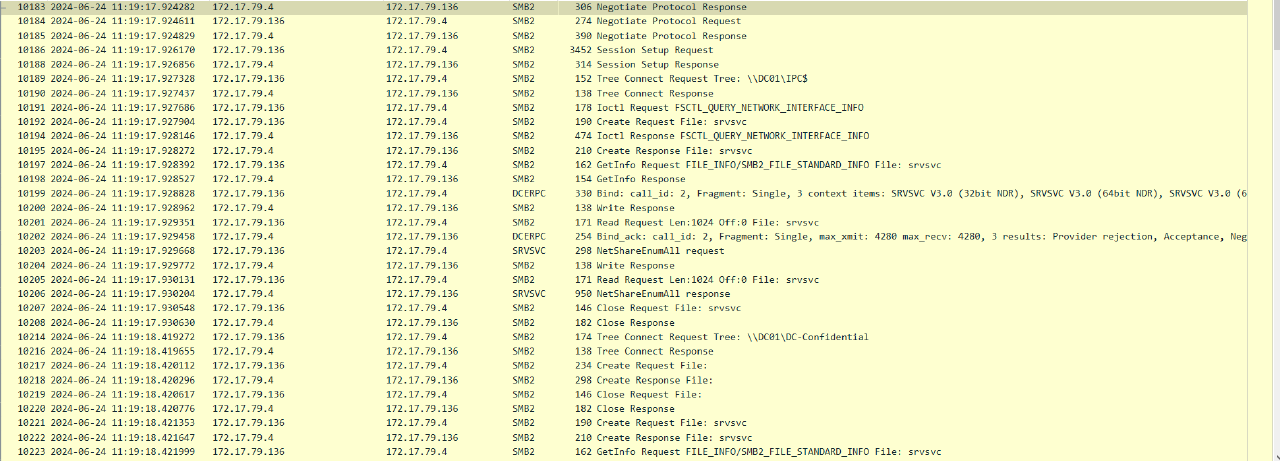 10183 2024-06-24 11:19:17.924282 172.17.79.4 172.17.79.136 SMB2 306 Negotiate Protocol Response
10184 2024-06-24 11:19:17.924611 172.17.79.136 172.17.79.4 SMB2 274 Negotiate Protocol Request
10185 2024-06-24 11:19:17.924829 172.17.79.4 172.17.79.136 SMB2 390 Negotiate Protocol Response
10186 2024-06-24 11:19:17.926170 172.17.79.136 172.17.79.4 SMB2 3452 Session Setup Request
10188 2024-06-24 11:19:17.926856 172.17.79.4 172.17.79.136 SMB2 314 Session Setup Response
10189 2024-06-24 11:19:17.927328 172.17.79.136 172.17.79.4 SMB2 152 Tree Connect Request Tree: \\DC01\IPC$
10190 2024-06-24 11:19:17.927437 172.17.79.4 172.17.79.136 SMB2 138 Tree Connect Response
10191 2024-06-24 11:19:17.927686 172.17.79.136 172.17.79.4 SMB2 178 Ioctl Request FSCTL_QUERY_NETWORK_INTERFACE_INFO
10192 2024-06-24 11:19:17.927904 172.17.79.136 172.17.79.4 SMB2 190 Create Request File: srvsvc
10194 2024-06-24 11:19:17.928146 172.17.79.4 172.17.79.136 SMB2 474 Ioctl Response FSCTL_QUERY_NETWORK_INTERFACE_INFO
10195 2024-06-24 11:19:17.928272 172.17.79.4 172.17.79.136 SMB2 210 Create Response File: srvsvc
10197 2024-06-24 11:19:17.928392 172.17.79.136 172.17.79.4 SMB2 162 GetInfo Request FILE_INFO/SMB2_FILE_STANDARD_INFO File: srvsvc
10198 2024-06-24 11:19:17.928527 172.17.79.4 172.17.79.136 SMB2 154 GetInfo Response
10199 2024-06-24 11:19:17.928828 172.17.79.136 172.17.79.4 DCERPC 330 Bind: call_id: 2, Fragment: Single, 3 context items: SRVSVC V3.0 (32bit NDR), SRVSVC V3.0 (64bit NDR), SRVSVC V3.0 (6
10200 2024-06-24 11:19:17.928962 172.17.79.4 172.17.79.136 SMB2 138 Write Response
10201 2024-06-24 11:19:17.929351 172.17.79.136 172.17.79.4 SMB2 171 Read Request Len:1024 Off:0 File: srvsvc
10202 2024-06-24 11:19:17.929458 172.17.79.4 172.17.79.136 DCERPC 254 Bind_ack: call_id: 2, Fragment: Single, max_xmit: 4280 max_recv: 4280, 3 results: Provider rejection, Acceptance, Neg
10203 2024-06-24 11:19:17.929668 172.17.79.136 172.17.79.4 SRVSVC 298 NetShareEnumAll request
10204 2024-06-24 11:19:17.929772 172.17.79.4 172.17.79.136 SMB2 138 Write Response
10205 2024-06-24 11:19:17.930131 172.17.79.136 172.17.79.4 SMB2 171 Read Request Len:1024 Off:0 File: srvsvc
10206 2024-06-24 11:19:17.930204 172.17.79.4 172.17.79.136 SRVSVC 950 NetShareEnumAll response
10207 2024-06-24 11:19:17.930548 172.17.79.136 172.17.79.4 SMB2 146 Close Request File: srvsvc
10208 2024-06-24 11:19:17.930630 172.17.79.4 172.17.79.136 SMB2 182 Close Response
10214 2024-06-24 11:19:18.419272 172.17.79.136 172.17.79.4 SMB2 174 Tree Connect Request Tree: \\DC01\DC-Confidential
10216 2024-06-24 11:19:18.419655 172.17.79.4 172.17.79.136 SMB2 138 Tree Connect Response
10217 2024-06-24 11:19:18.420112 172.17.79.136 172.17.79.4 SMB2 234 Create Request File:
10218 2024-06-24 11:19:18.420296 172.17.79.4 172.17.79.136 SMB2 298 Create Response File:
10219 2024-06-24 11:19:18.420617 172.17.79.136 172.17.79.4 SMB2 146 Close Request File:
10220 2024-06-24 11:19:18.420776 172.17.79.4 172.17.79.136 SMB2 182 Close Response
10221 2024-06-24 11:19:18.421353 172.17.79.136 172.17.79.4 SMB2 190 Create Request File: srvsvc
10222 2024-06-24 11:19:18.421647 172.17.79.4 172.17.79.136 SMB2 210 Create Response File: srvsvc
10223 2024-06-24 11:19:18.421999 172.17.79.136 172.17.79.4 SMB2 162 GetInfo Request FILE_INFO/SMB2_FILE_STANDARD_INFO File: srvsvc